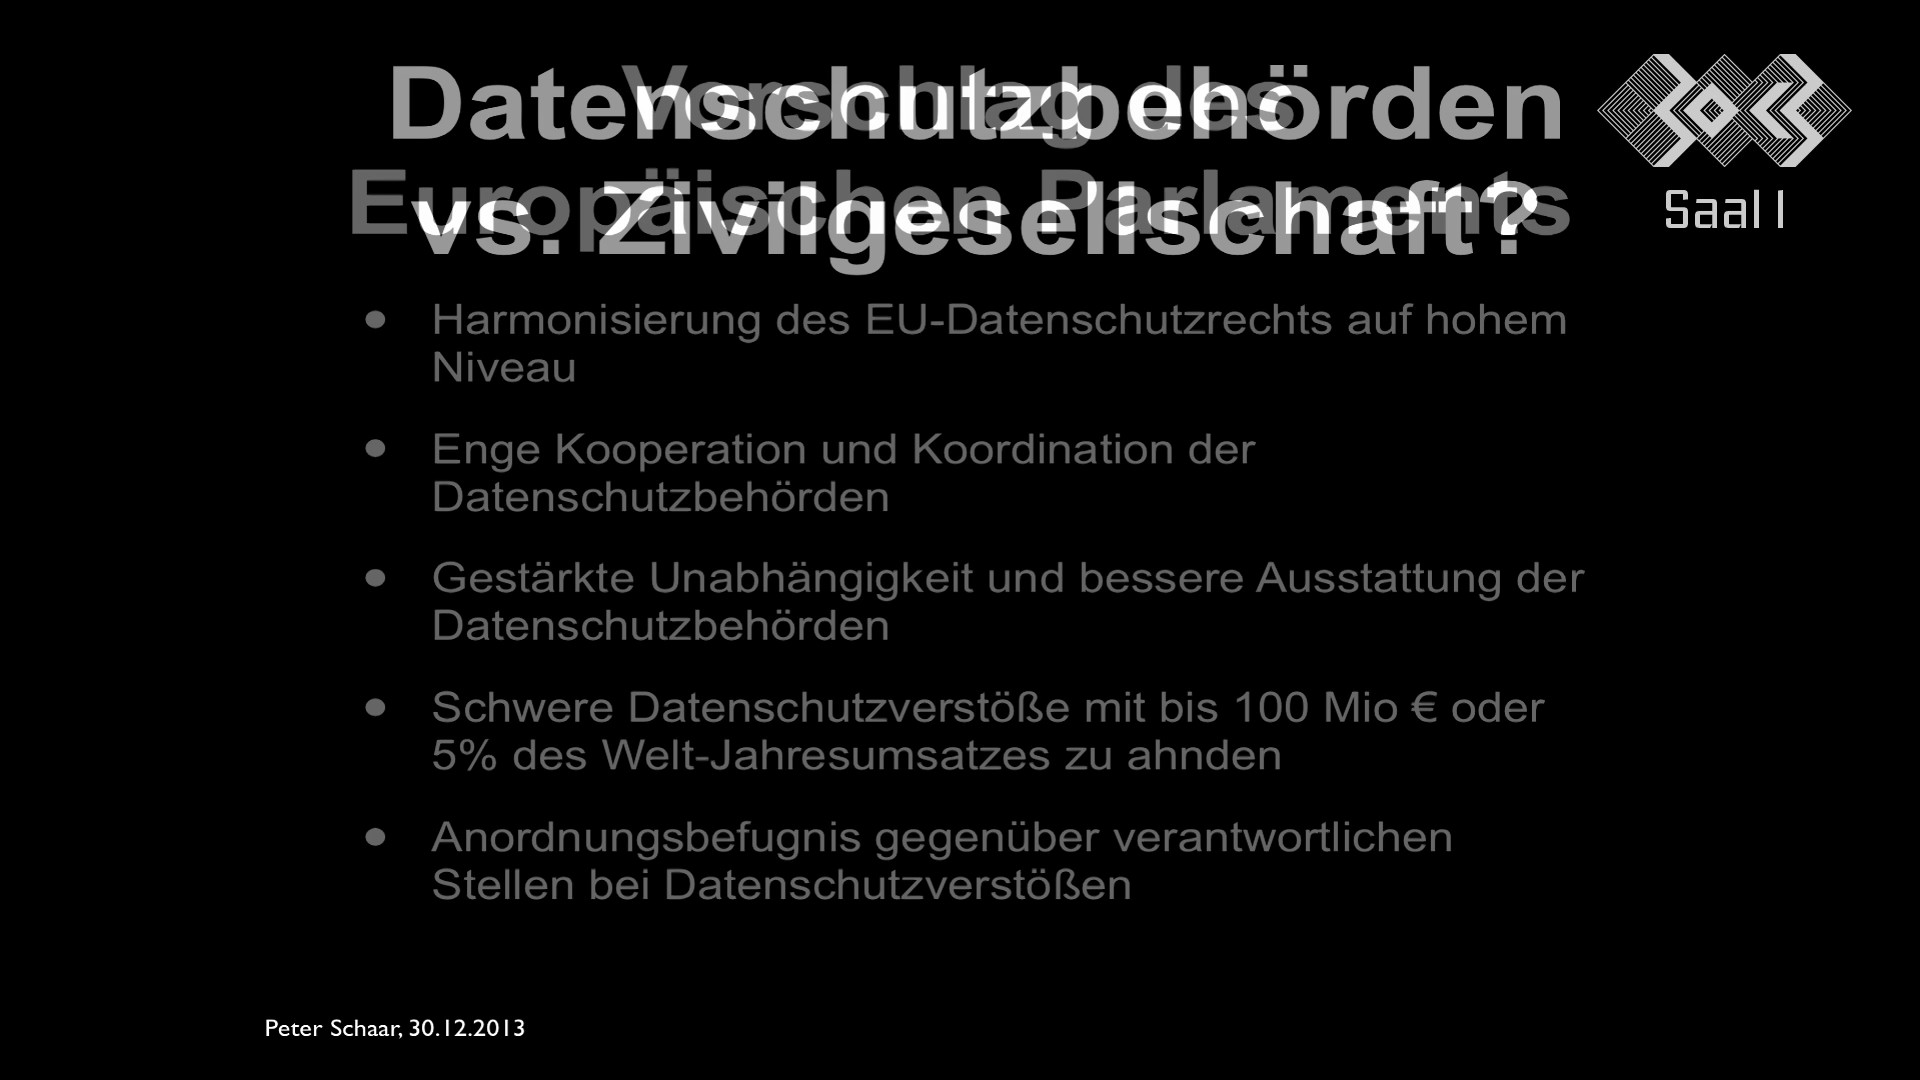 Datenschutzbehörden
vs. Zivilgesellschaft?
Vorschlag des
Europäischen Parlaments
Saal 1
• Harmonisierung des EU-Datenschutzrechts auf hohem
Niveau
• Enge Kooperation und Koordination der
Datenschutzbehörden
• Gestärkte Unabhängigkeit und bessere Ausstattung der
Datenschutzbehörden
• Schwere Datenschutzverstöße mit bis 100 Mio € oder
5% des Welt-Jahresumsatzes zu ahnden
• Anordnungsbefugnis gegenüber verantwortlichen
Stellen bei Datenschutzverstößen
Peter Schaar, 30.12.2013